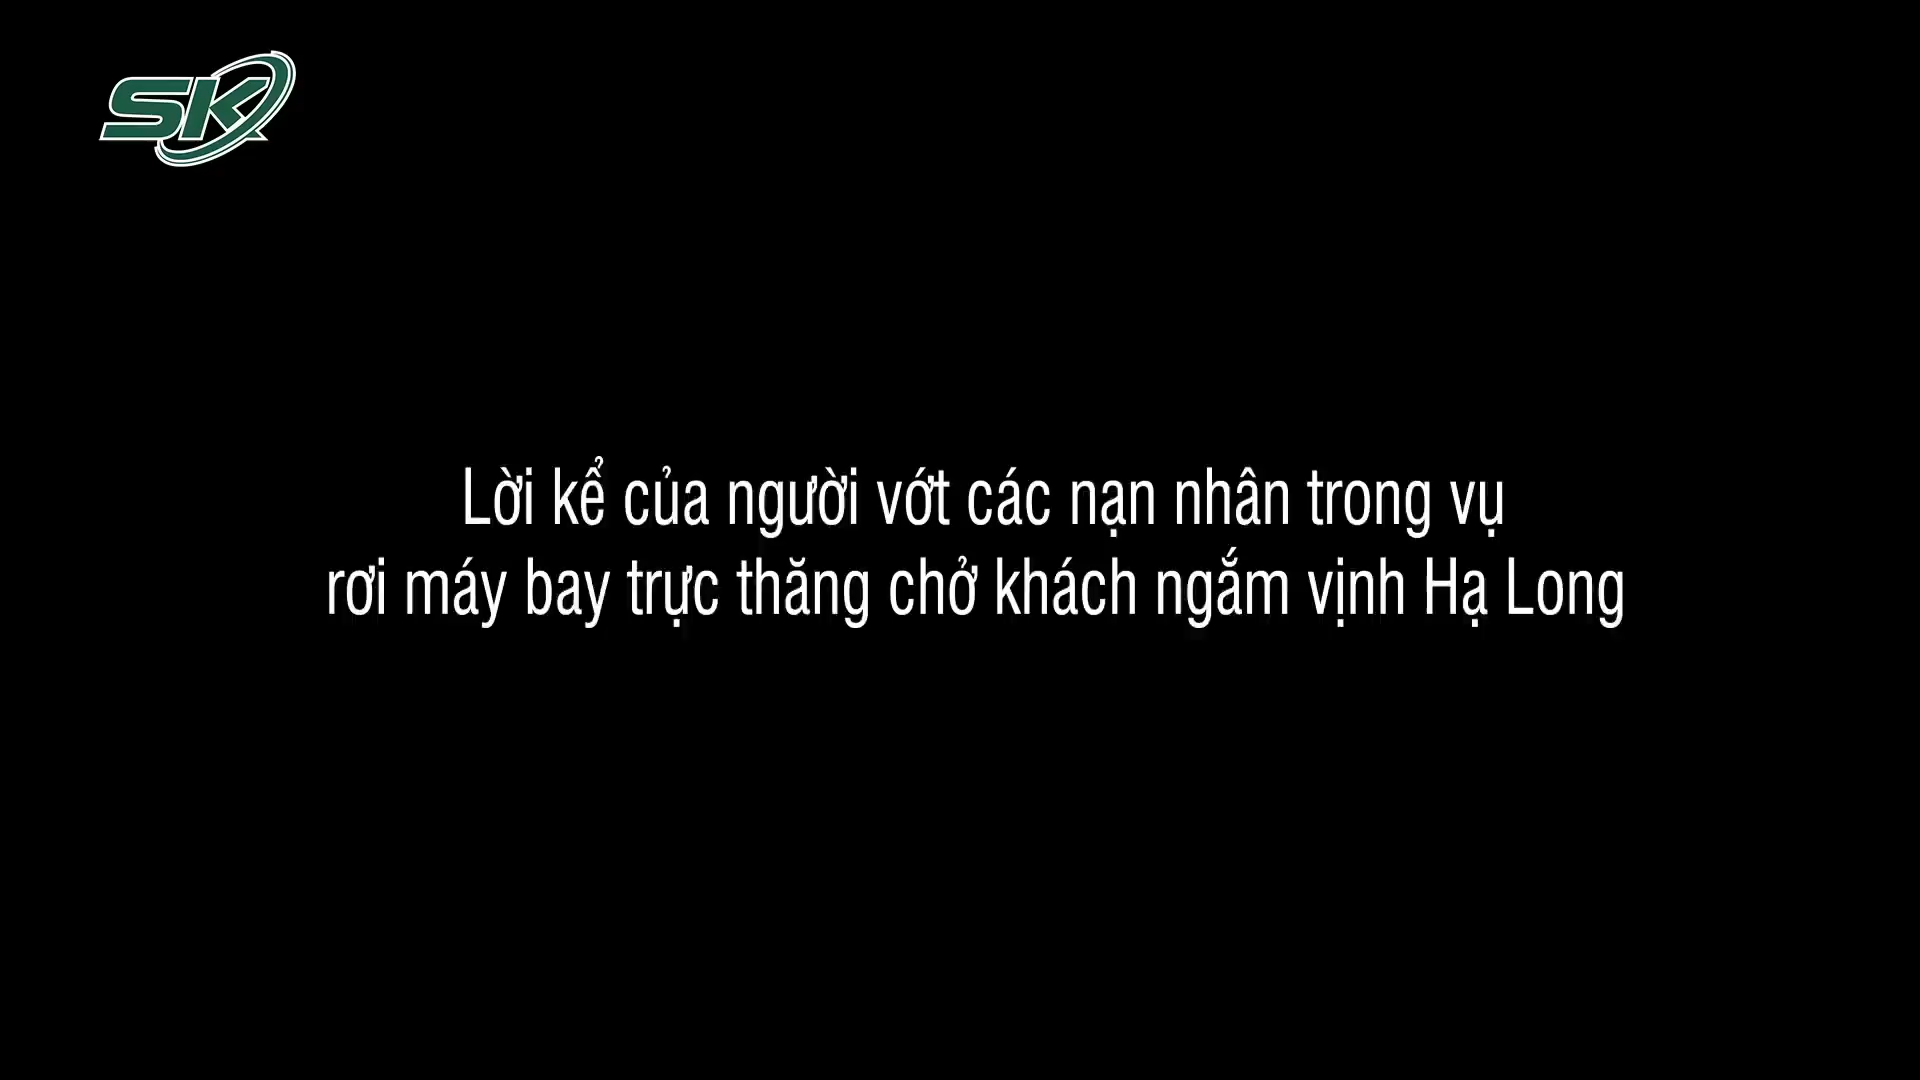 SK
Lời kể của người vớt các nạn nhân trong vụ
rơi máy bay trực thăng chở khách ngắm vịnh Hạ Long